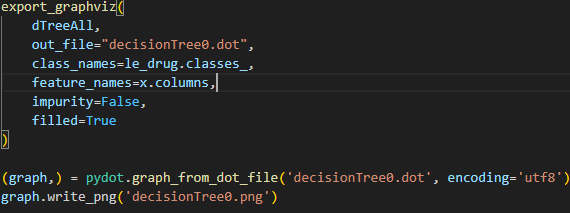 export_graphviz(
    dTreeAll,
    out_file="decisionTree0.dot",
    class_names=le_drug.classes_,
    feature_names=x.columns,
    impurity=False,
    filled=True
)
(graph,) = pydot.graph_from_dot_file('decisionTree0.dot', encoding='utf8')
graph.write_png('decisionTree0.png')